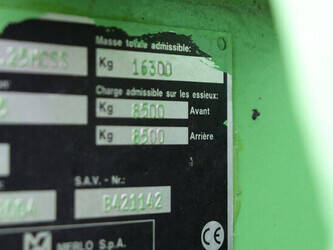 Masse totale admissible:
.25MCSS Kg 16300
Charge admissible sur les essieux:
Kg 8500 Avant
Kg 8500 Arrière
S.A.V. - Nr.:
B421142
MERLO S.p.A.
CE